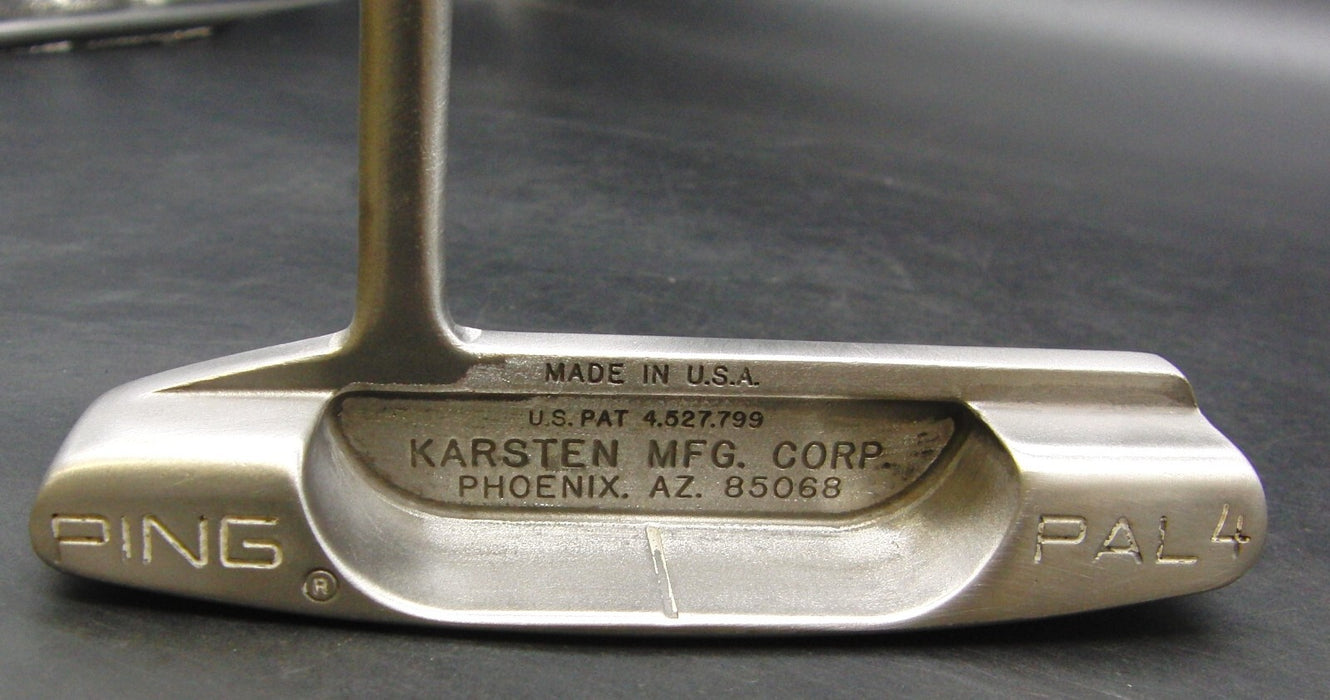 MADE IN U.S.A.
U.S. PAT 4.527.799
KARSTEN MFG. CORP.
PHOENIX. AZ. 85068
PING ®
PAL 4